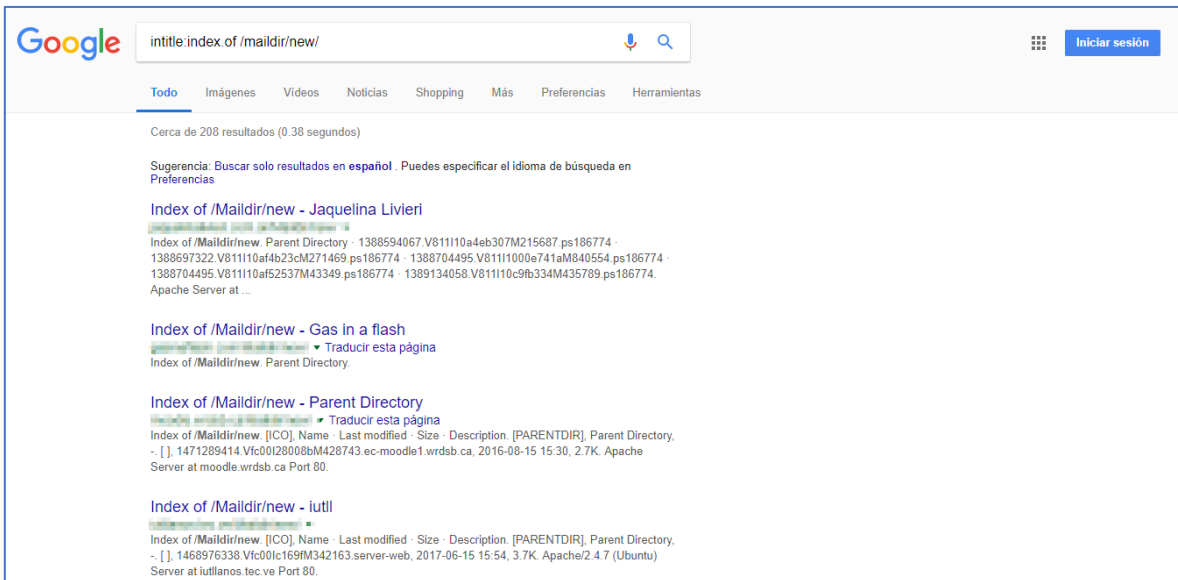 Google
intitle:index.of /maildir/new/
Iniciar sesión
Todo Imágenes Vídeos Noticias Shopping Más Preferencias Herramientas
Cerca de 208 resultados (0.38 segundos)
Sugerencia: Buscar solo resultados en español . Puedes especificar el idioma de búsqueda en
Preferencias
Index of /Maildir/new - Jaquelina Livieri
Index of /Maildir/new. Parent Directory · 1388594067.V811I10a4eb307M215687.ps186774 ·
1388697322.V811I10af4b23cM271469.ps186774 · 1388704495.V811I1000e741aM840554.ps186774 ·
1388704495.V811I10af52537M43349.ps186774 · 1389134058.V811I10c9fb334M435789.ps186774.
Apache Server at ...
Index of /Maildir/new - Gas in a flash
Traducir esta página
Index of /Maildir/new. Parent Directory.
Index of /Maildir/new - Parent Directory
Traducir esta página
Index of /Maildir/new. [ICO], Name · Last modified · Size · Description. [PARENTDIR], Parent Directory,
-. [ ], 1471289414.Vfc00I28008bM428743.ec-moodle1.wrdsb.ca, 2016-08-15 15:30, 2.7K. Apache
Server at moodle.wrdsb.ca Port 80.
Index of /Maildir/new - iutll
Index of /Maildir/new. [ICO], Name · Last modified · Size · Description. [PARENTDIR], Parent Directory,
-. [ ], 1468976338.Vfc00Ic169fM342163.server-web, 2017-06-15 15:54, 3.7K. Apache/2.4.7 (Ubuntu)
Server at iutllanos.tec.ve Port 80.